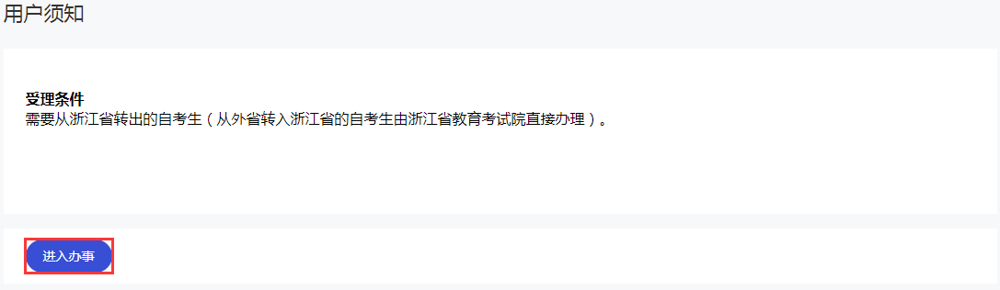 用户须知
受理条件
需要从浙江省转出的自考生（从外省转入浙江省的自考生由浙江省教育考试院直接办理）。
进入办事